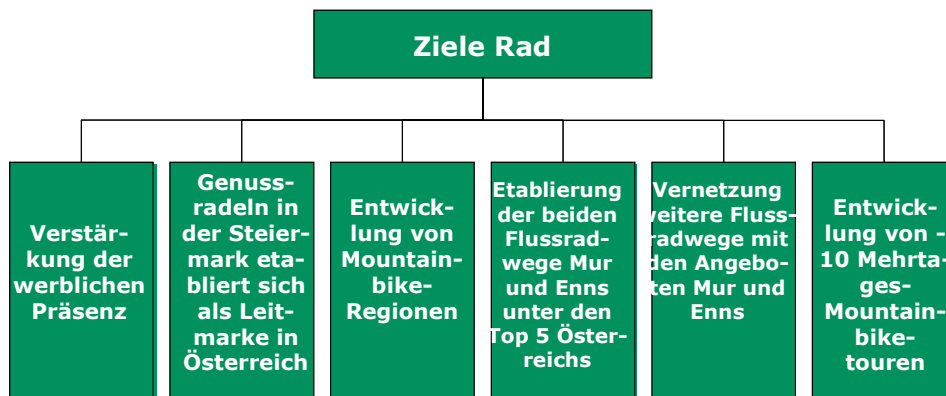 Ziele Rad
Verstär-
kung der
werblichen
Präsenz
Genuss-
radeln in
der Steier-
mark eta-
bliert sich
als Leit-
marke in
Österreich
Entwick-
lung von
Mountain-
bike-
Regionen
Etablierung
der beiden
Flussrad-
wege Mur
und Enns
unter den
Top 5 Öster-
reichs
Vernetzung
weitere Fluss-
radwege mit
den Angebo-
ten Mur und
Enns
Entwick-
lung von -
10 Mehrta-
ges-
Mountain-
bike-
touren